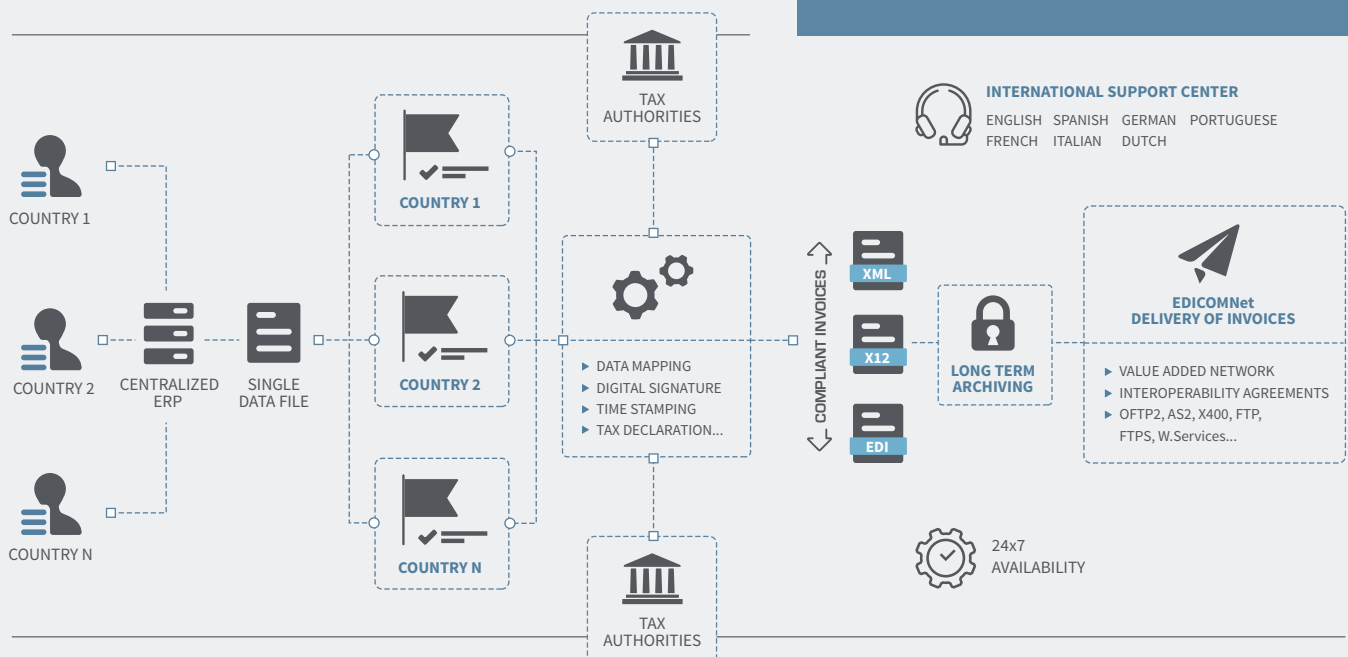 COUNTRY 1
COUNTRY 2
COUNTRY N
CENTRALIZED
ERP
SINGLE
DATA FILE
COUNTRY 1
COUNTRY 2
COUNTRY N
TAX
AUTHORITIES
DATA MAPPING
DIGITAL SIGNATURE
TIME STAMPING
TAX DECLARATION...
TAX
AUTHORITIES
COMPLIANT INVOICES
XML
X12
EDI
LONG TERM
ARCHIVING
INTERNATIONAL SUPPORT CENTER
ENGLISH SPANISH GERMAN PORTUGUESE
FRENCH ITALIAN DUTCH
EDICOMNet
DELIVERY OF INVOICES
VALUE ADDED NETWORK
INTEROPERABILITY AGREEMENTS
OFTP2, AS2, X400, FTP,
FTPS, W.Services...
24x7
AVAILABILITY